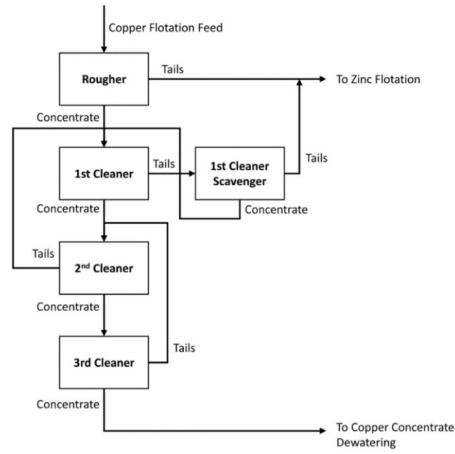 Copper Flotation Feed
Rougher
Tails
To Zinc Flotation
Concentrate
1st Cleaner
Tails
1st Cleaner
Scavenger
Tails
Concentrate
Concentrate
Tails
2nd Cleaner
Concentrate
3rd Cleaner
Tails
Concentrate
To Copper Concentrate
Dewatering